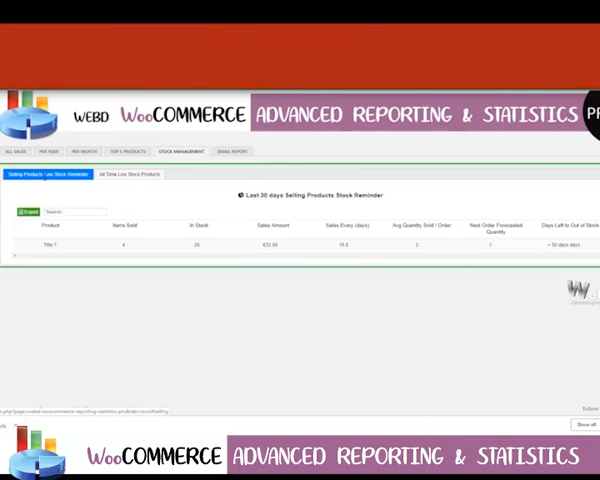 WEBD WooCOMMERCE ADVANCED REPORTING & STATISTICS PR
ALL SALES PER YEAR PER MONTH TOP 5 PRODUCTS STOCK MANAGEMENT EMAIL REPORT
Selling Products Low Stock Reminder All Time Low Stock Products
Last 30 days Selling Products Stock Reminder
Export Search...
Product Items Sold In Stock Sales Amount Sales Every (days) Avg Quantity Sold / Order Next Order Forecasted Quantity Days Left to Out of Stock
Title 7 4 26 €32.00 15.5 2 1 > 50 days days
We
Show all
WooCOMMERCE ADVANCED REPORTING & STATISTICS